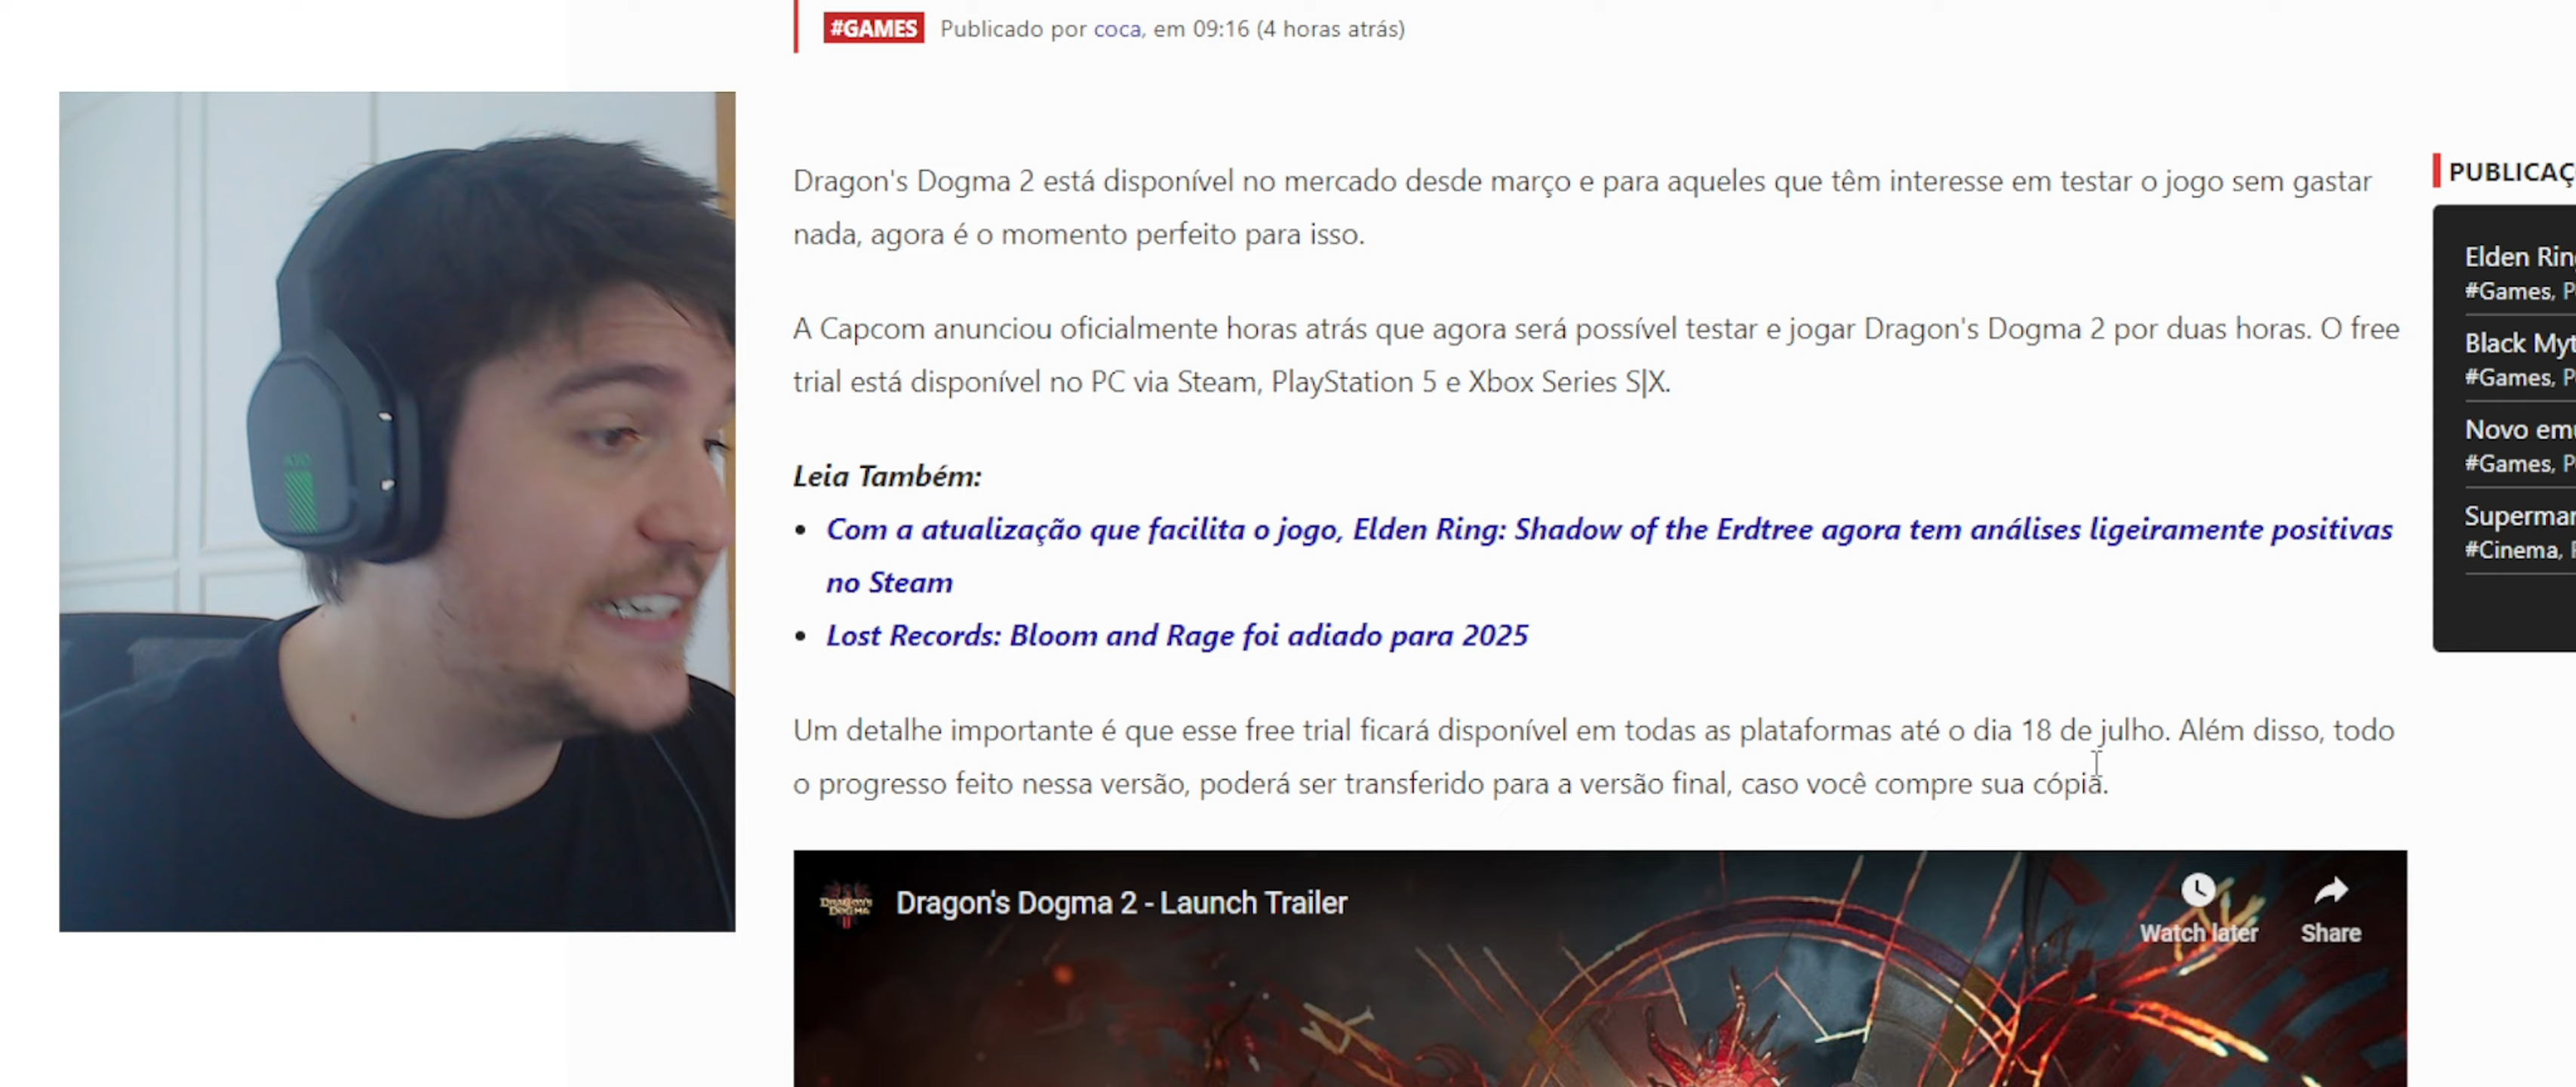 #GAMES Publicado por coca, em 09:16 (4 horas atrás)
Dragon's Dogma 2 está disponível no mercado desde março e para aqueles que têm interesse em testar o jogo sem gastar
nada, agora é o momento perfeito para isso.
A Capcom anunciou oficialmente horas atrás que agora será possível testar e jogar Dragon's Dogma 2 por duas horas. O free
trial está disponível no PC via Steam, PlayStation 5 e Xbox Series S|X.
Leia Também:
• Com a atualização que facilita o jogo, Elden Ring: Shadow of the Erdtree agora tem análises ligeiramente positivas
no Steam
• Lost Records: Bloom and Rage foi adiado para 2025
Um detalhe importante é que esse free trial ficará disponível em todas as plataformas até o dia 18 de julho. Além disso, todo
o progresso feito nessa versão, poderá ser transferido para a versão final, caso você compre sua cópia.
DRAGON'S DOGMA II
Dragon's Dogma 2 - Launch Trailer
Watch later
Share
PUBLICAÇ
Elden Rin
#Games, P
Black Myt
#Games, P
Novo emu
#Games, P
Superman
#Cinema, P
A10